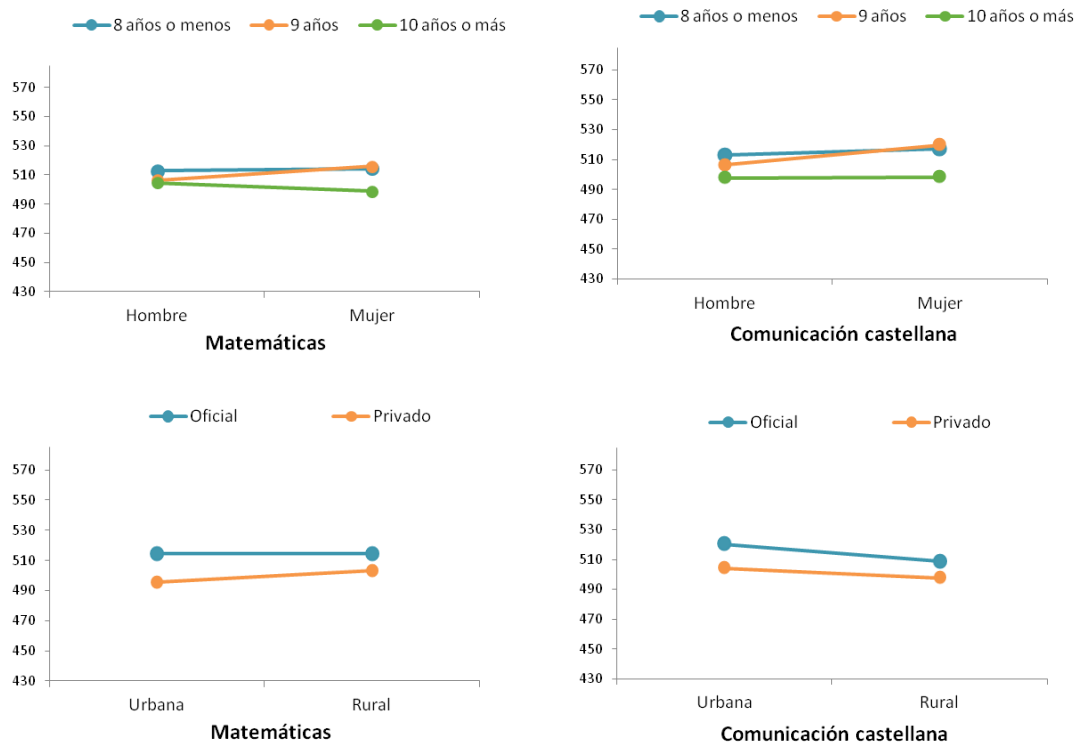 8 años o menos 9 años 10 años o más
570
550
530
510
490
470
450
430
Hombre Mujer
Matemáticas
8 años o menos 9 años 10 años o más
570
550
530
510
490
470
450
430
Hombre Mujer
Comunicación castellana
Oficial Privado
570
550
530
510
490
470
450
430
Urbana Rural
Matemáticas
Oficial Privado
570
550
530
510
490
470
450
430
Urbana Rural
Comunicación castellana